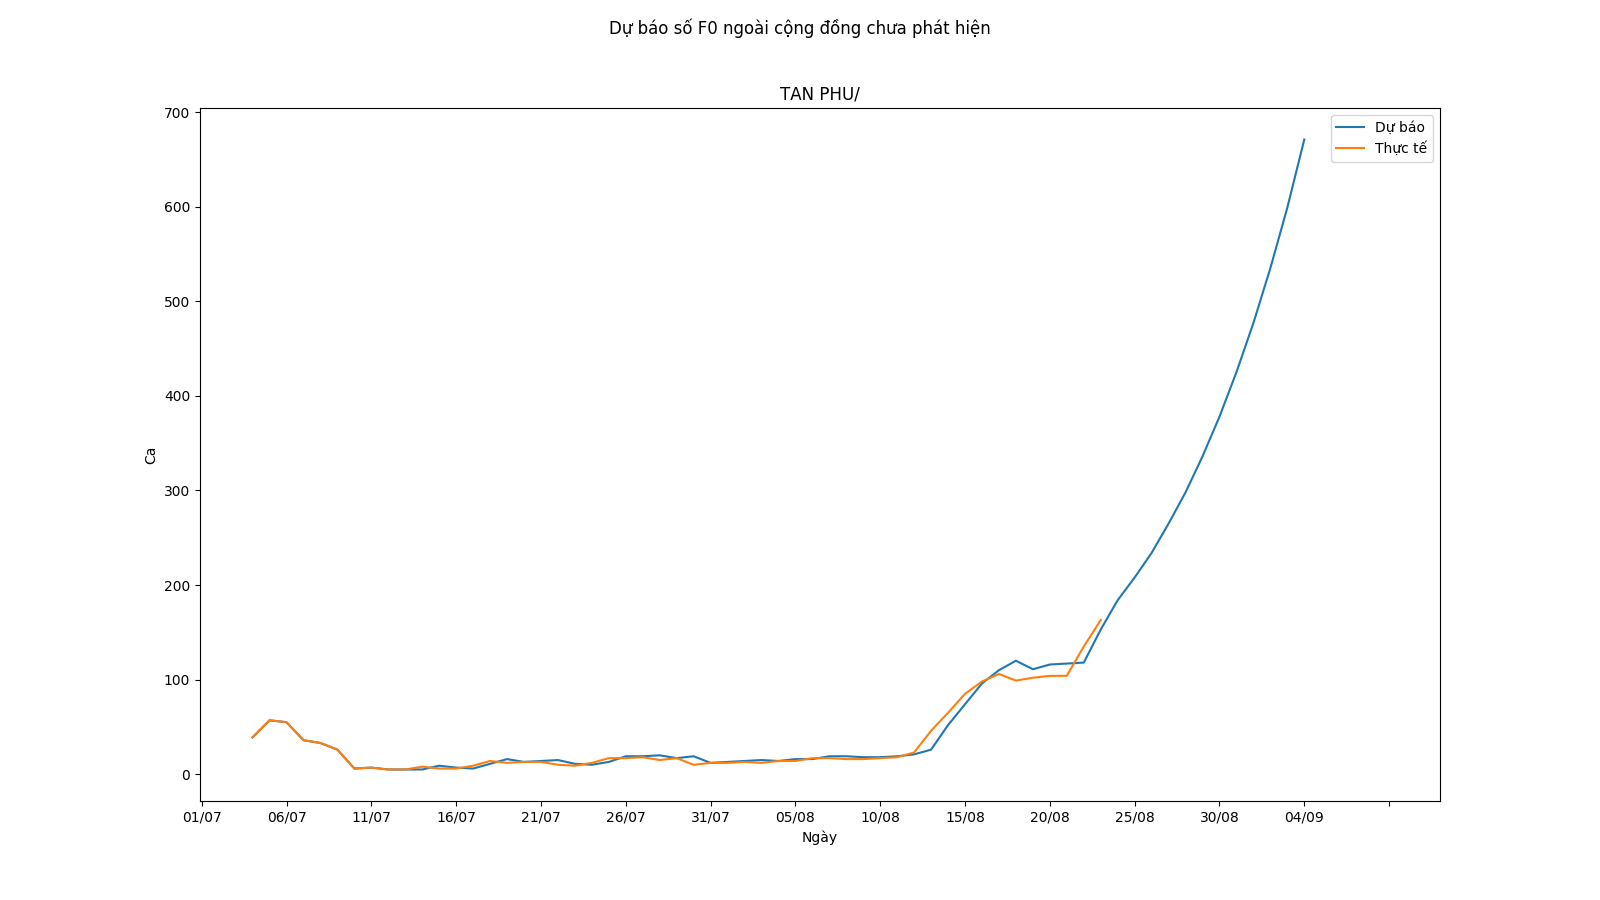 Dự báo số F0 ngoài cộng đồng chưa phát hiện
TAN PHU/
700
600
500
400
300
200
100
0
Ca
Dự báo
Thực tế
01/07 06/07 11/07 16/07 21/07 26/07 31/07 05/08 10/08 15/08 20/08 25/08 30/08 04/09
Ngày